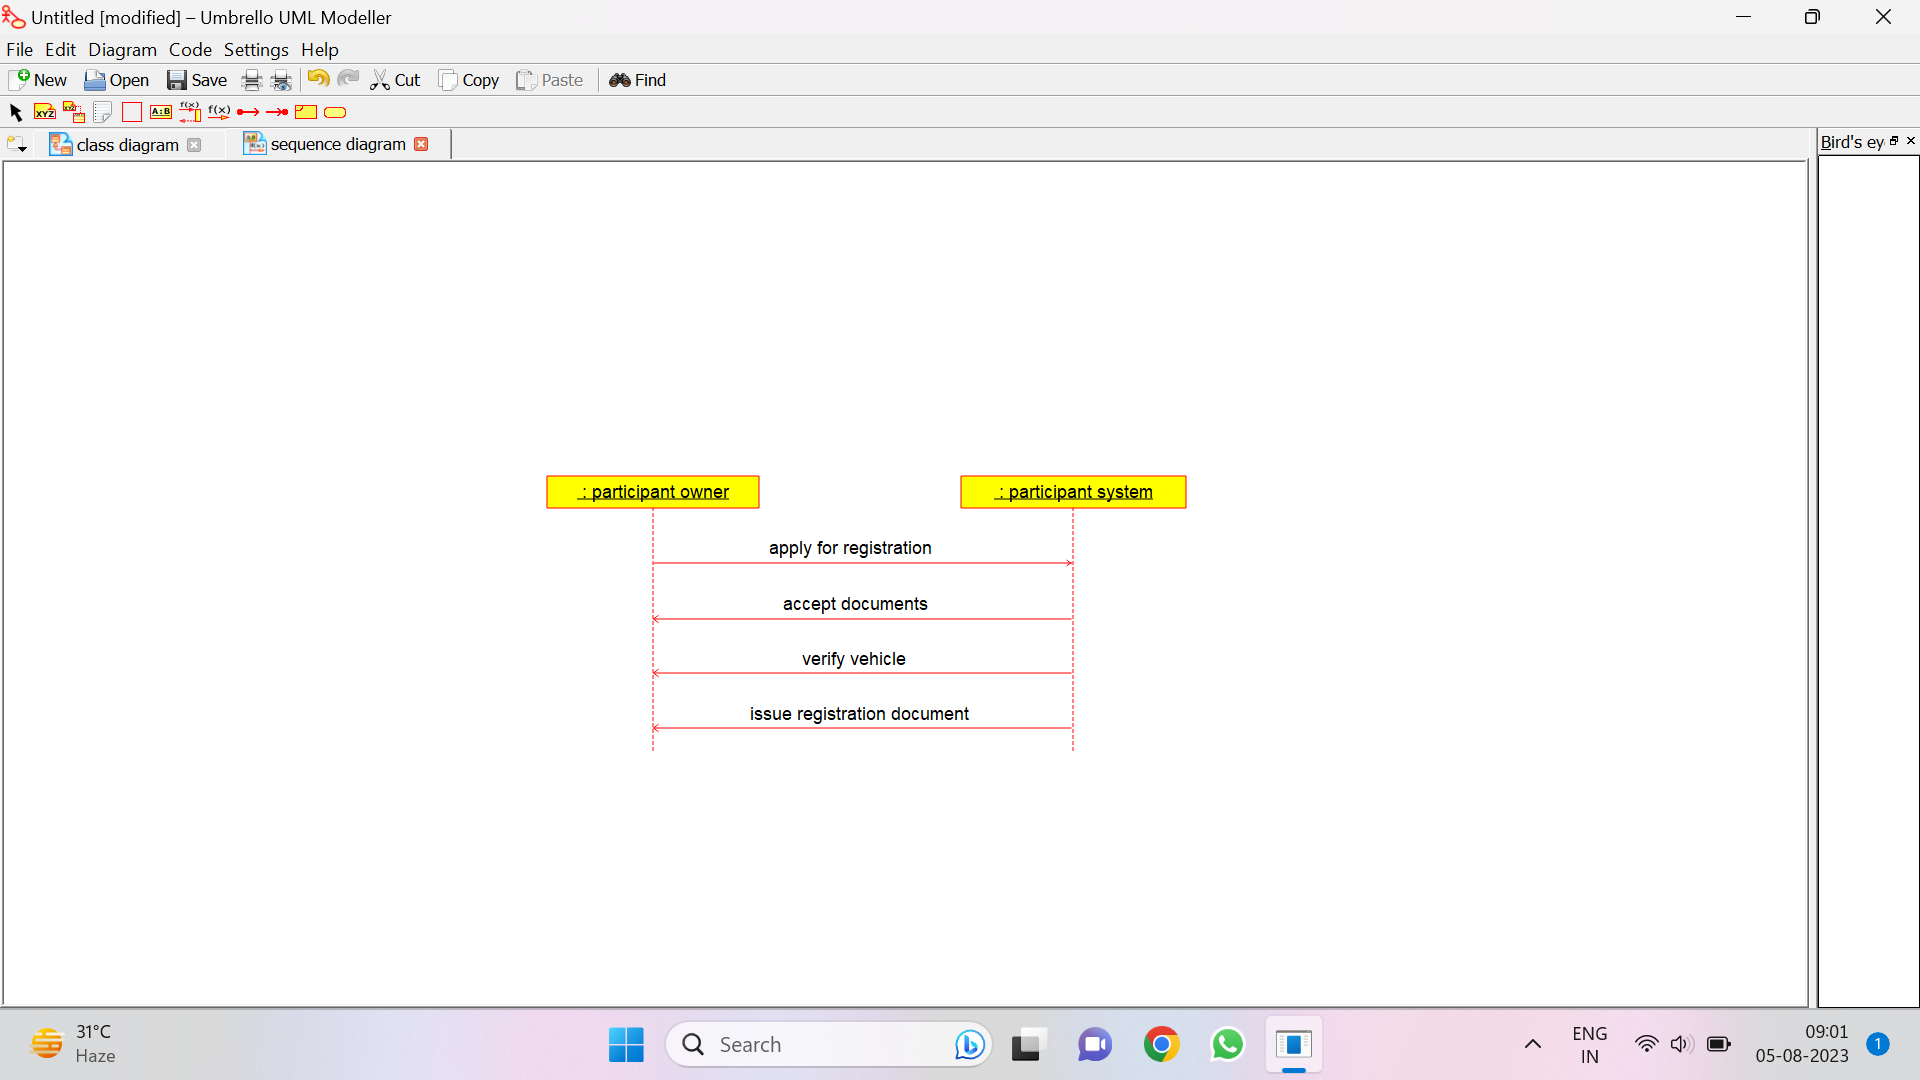 Untitled [modified] – Umbrello UML Modeller
File Edit Diagram Code Settings Help
New Open Save Cut Copy Paste Find
XYZ XYZ A:B f(x) f(x)
class diagram sequence diagram Bird's ey
: participant owner : participant system
apply for registration
accept documents
verify vehicle
issue registration document
31°C
Haze
Search
ENG
IN
09:01
05-08-2023
1